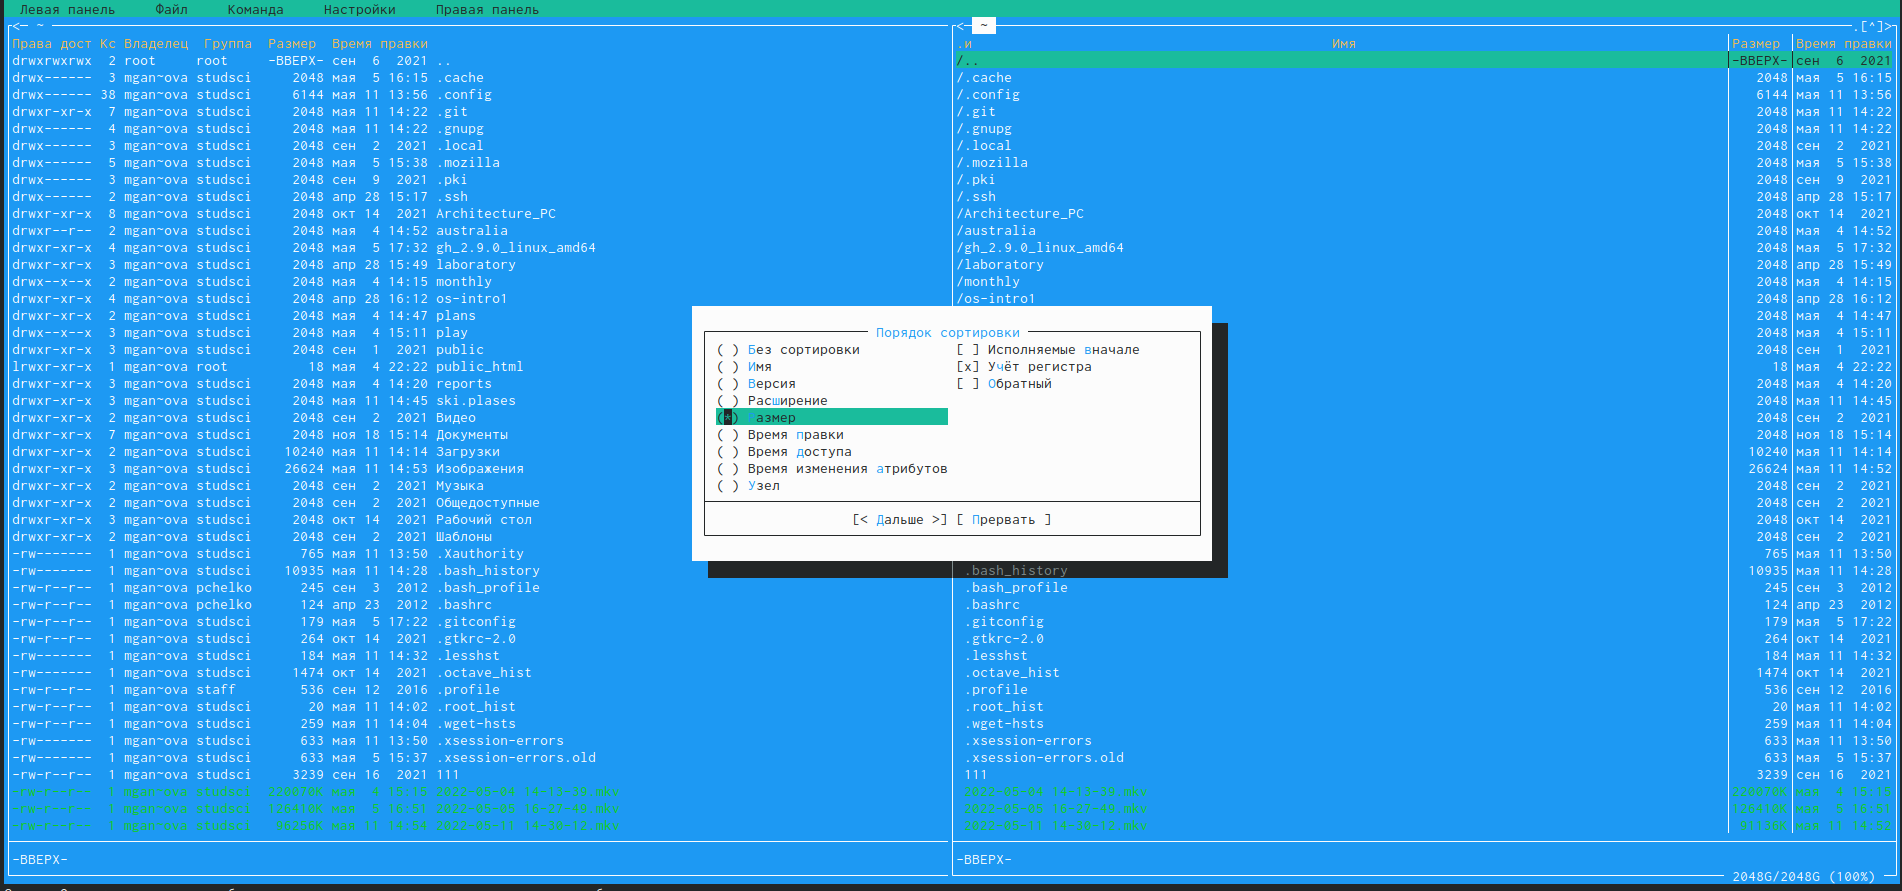 Левая панель Файл Команда Настройки Правая панель
<─ ~
Права дост Кс Владелец Группа Размер Время правки
drwxrwxrwx 2 root root -ВВЕРХ- сен 6 2021 ..
drwx------ 3 mgan~ova studsci 2048 мая 5 16:15 .cache
drwx------ 38 mgan~ova studsci 6144 мая 11 13:56 .config
drwxr-xr-x 7 mgan~ova studsci 2048 мая 11 14:22 .git
drwx------ 4 mgan~ova studsci 2048 мая 11 14:22 .gnupg
drwx------ 3 mgan~ova studsci 2048 сен 2 2021 .local
drwx------ 5 mgan~ova studsci 2048 мая 5 15:38 .mozilla
drwx------ 3 mgan~ova studsci 2048 сен 9 2021 .pki
drwx------ 2 mgan~ova studsci 2048 апр 28 15:17 .ssh
drwxr-xr-x 8 mgan~ova studsci 2048 окт 14 2021 Architecture_PC
drwxr--r-- 2 mgan~ova studsci 2048 мая 4 14:52 australia
drwxr-xr-x 4 mgan~ova studsci 2048 мая 5 17:32 gh_2.9.0_linux_amd64
drwxr-xr-x 3 mgan~ova studsci 2048 апр 28 15:49 laboratory
drwx--x--x 2 mgan~ova studsci 2048 мая 4 14:15 monthly
drwxr-xr-x 4 mgan~ova studsci 2048 апр 28 16:12 os-intro1
drwxr-xr-x 2 mgan~ova studsci 2048 мая 4 14:47 plans
drwx--x--x 3 mgan~ova studsci 2048 мая 4 15:11 play
drwxr-xr-x 3 mgan~ova studsci 2048 сен 1 2021 public
lrwxr-xr-x 1 mgan~ova root 18 мая 4 22:22 public_html
drwxr-xr-x 3 mgan~ova studsci 2048 мая 4 14:20 reports
drwxr-xr-x 3 mgan~ova studsci 2048 мая 11 14:45 ski.plases
drwxr-xr-x 2 mgan~ova studsci 2048 сен 2 2021 Видео
drwxr-xr-x 7 mgan~ova studsci 2048 ноя 18 15:14 Документы
drwxr-xr-x 2 mgan~ova studsci 10240 мая 11 14:14 Загрузки
drwxr-xr-x 3 mgan~ova studsci 26624 мая 11 14:53 Изображения
drwxr-xr-x 2 mgan~ova studsci 2048 сен 2 2021 Музыка
drwxr-xr-x 2 mgan~ova studsci 2048 сен 2 2021 Общедоступные
drwxr-xr-x 3 mgan~ova studsci 2048 окт 14 2021 Рабочий стол
drwxr-xr-x 2 mgan~ova studsci 2048 сен 2 2021 Шаблоны
-rw------- 1 mgan~ova studsci 765 мая 11 13:50 .Xauthority
-rw------- 1 mgan~ova studsci 10935 мая 11 14:28 .bash_history
-rw-r--r-- 1 mgan~ova pchelko 245 сен 3 2012 .bash_profile
-rw-r--r-- 1 mgan~ova pchelko 124 апр 23 2012 .bashrc
-rw-r--r-- 1 mgan~ova studsci 179 мая 5 17:22 .gitconfig
-rw-r--r-- 1 mgan~ova studsci 264 окт 14 2021 .gtkrc-2.0
-rw------- 1 mgan~ova studsci 184 мая 11 14:32 .lesshst
-rw-r--r-- 1 mgan~ova studsci 1474 окт 14 2021 .octave_hist
-rw-r--r-- 1 mgan~ova staff 536 сен 12 2016 .profile
-rw-r--r-- 1 mgan~ova studsci 20 мая 11 14:02 .root_hist
-rw-r--r-- 1 mgan~ova studsci 259 мая 11 14:04 .wget-hsts
-rw------- 1 mgan~ova studsci 633 мая 11 13:50 .xsession-errors
-rw------- 1 mgan~ova studsci 633 мая 5 15:37 .xsession-errors.old
-rw-r--r-- 1 mgan~ova studsci 3239 сен 16 2021 111
-ВВЕРХ-
<─ ~ .[^]>
.и Имя Размер Время правки
/.. -ВВЕРХ- сен 6 2021
/.cache 2048 мая 5 16:15
/.config 6144 мая 11 13:56
/.git 2048 мая 11 14:22
/.gnupg 2048 мая 11 14:22
/.local 2048 сен 2 2021
/.mozilla 2048 мая 5 15:38
/.pki 2048 сен 9 2021
/.ssh 2048 апр 28 15:17
/Architecture_PC 2048 окт 14 2021
/australia 2048 мая 4 14:52
/gh_2.9.0_linux_amd64 2048 мая 5 17:32
/laboratory 2048 апр 28 15:49
/monthly 2048 мая 4 14:15
/os-intro1 2048 апр 28 16:12
2048 мая 4 14:47
2048 мая 4 15:11
2048 сен 1 2021
18 мая 4 22:22
2048 мая 4 14:20
2048 мая 11 14:45
2048 сен 2 2021
2048 ноя 18 15:14
10240 мая 11 14:14
26624 мая 11 14:52
2048 сен 2 2021
2048 сен 2 2021
2048 окт 14 2021
2048 сен 2 2021
765 мая 11 13:50
.bash_history 10935 мая 11 14:28
.bash_profile 245 сен 3 2012
.bashrc 124 апр 23 2012
.gitconfig 179 мая 5 17:22
.gtkrc-2.0 264 окт 14 2021
.lesshst 184 мая 11 14:32
.octave_hist 1474 окт 14 2021
.profile 536 сен 12 2016
.root_hist 20 мая 11 14:02
.wget-hsts 259 мая 11 14:04
.xsession-errors 633 мая 11 13:50
.xsession-errors.old 633 мая 5 15:37
111 3239 сен 16 2021
-ВВЕРХ-
2048G/2048G (100%)
Порядок сортировки
( ) Без сортировки [ ] Исполняемые вначале
( ) Имя [x] Учёт регистра
( ) Версия [ ] Обратный
( ) Расширение
(*) Размер
( ) Время правки
( ) Время доступа
( ) Время изменения атрибутов
( ) Узел
[< Дальше >] [ Прервать ]